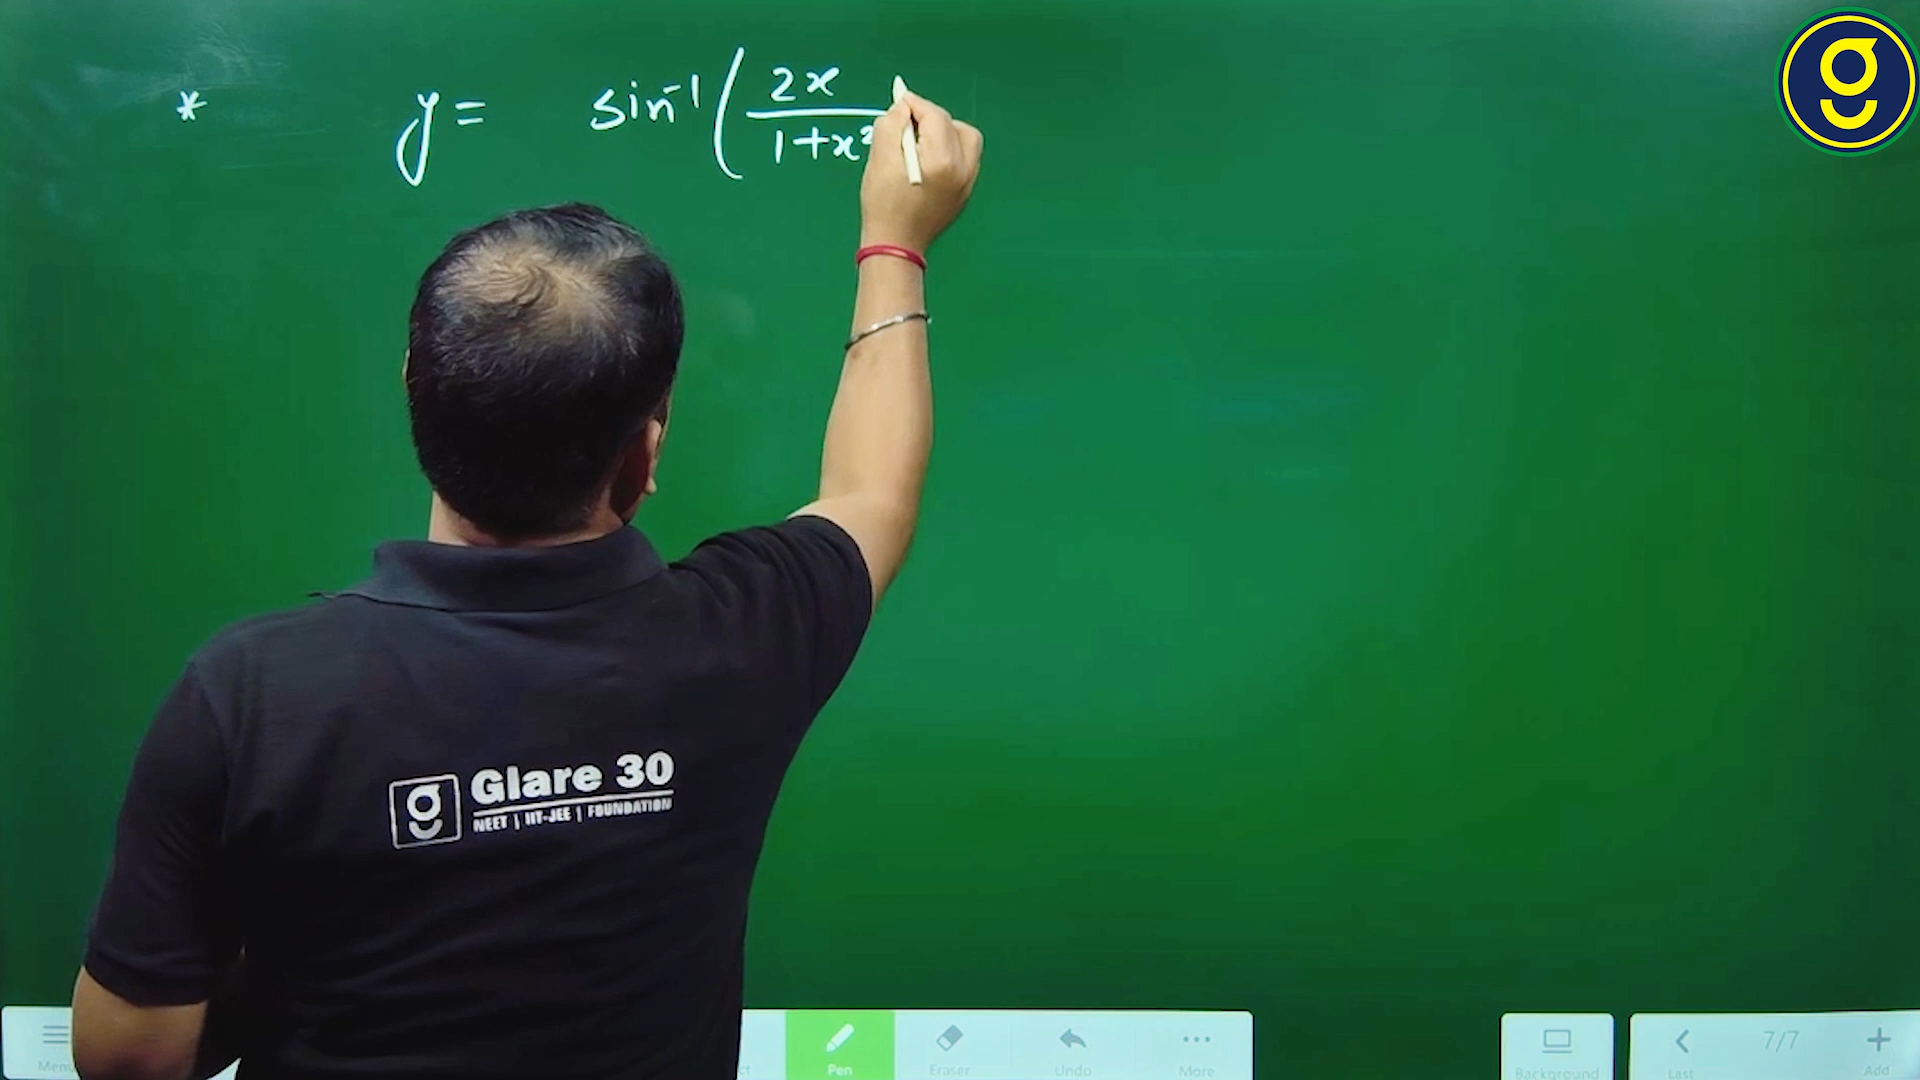 * y = sin⁻¹ ( 2x / 1+x²
g
Glare 30
NEET | IIT-JEE | FOUNDATION
g
Pen
Eraser
Undo
More
Background
Last
7/7
Add